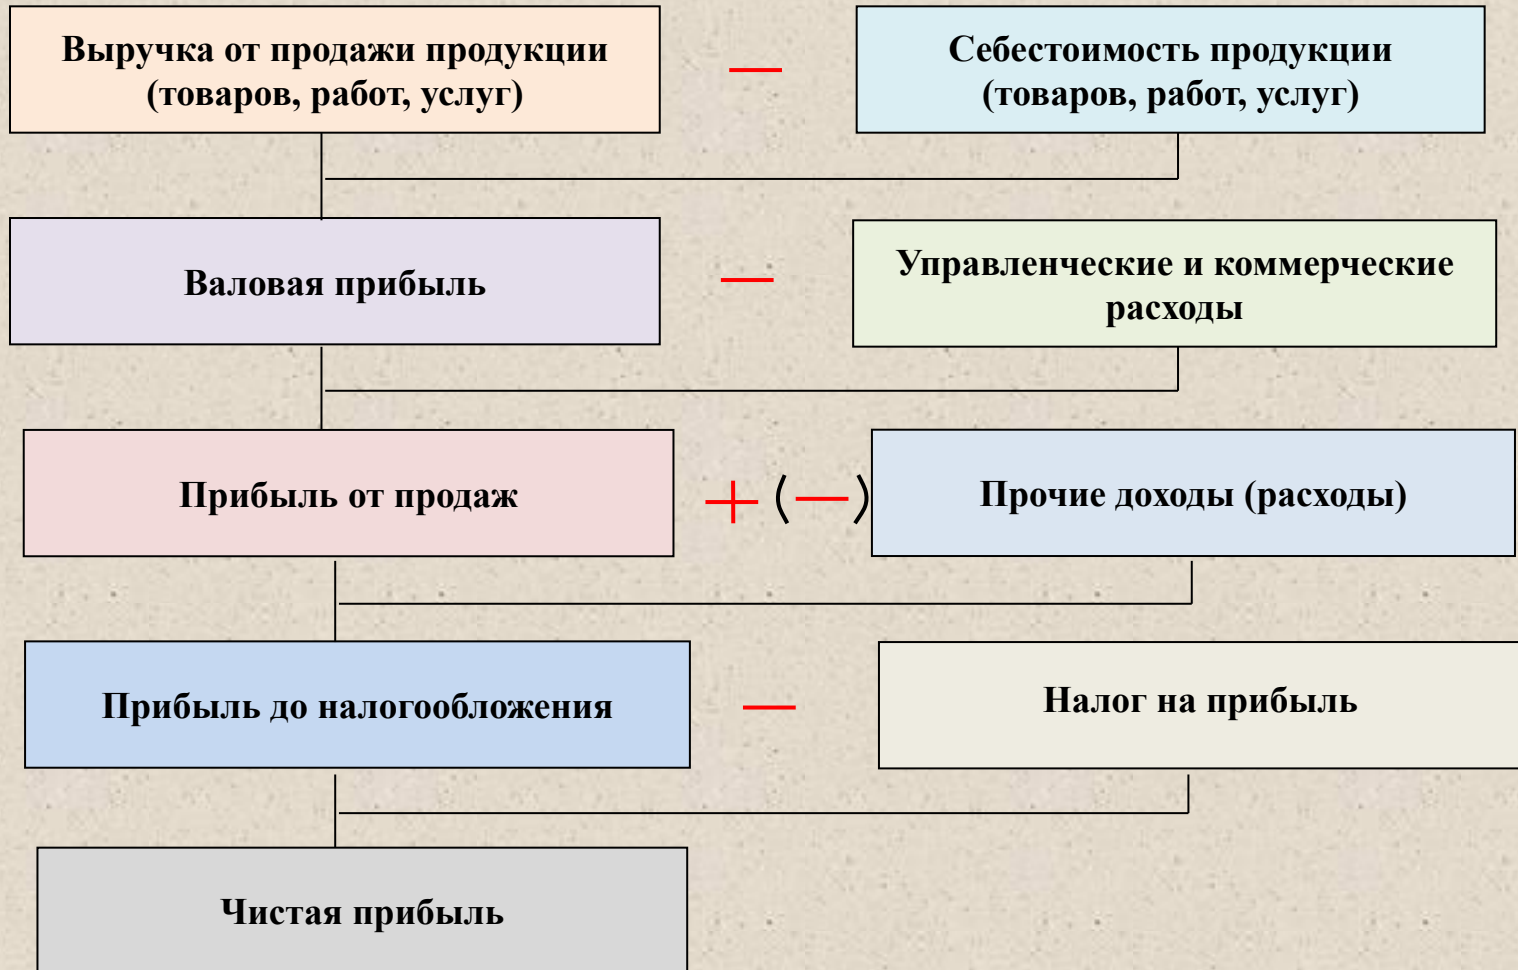 Выручка от продажи продукции
(товаров, работ, услуг)
—
Себестоимость продукции
(товаров, работ, услуг)
Валовая прибыль
—
Управленческие и коммерческие
расходы
Прибыль от продаж
+ (—)
Прочие доходы (расходы)
Прибыль до налогообложения
—
Налог на прибыль
Чистая прибыль